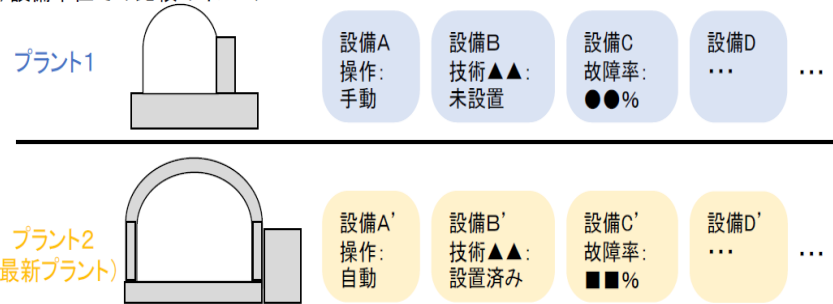 プラント1
設備A
操作:
手動
設備B
技術▲▲:
未設置
設備C
故障率:
●●%
設備D
…
…
プラント2
最新プラント)
設備A’
操作:
自動
設備B’
技術▲▲:
設置済み
設備C’
故障率:
■■%
設備D’
…
…